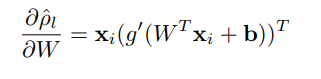 ∂ρ̂_l/∂W = x_i(g′(W^T x_i + b))^T